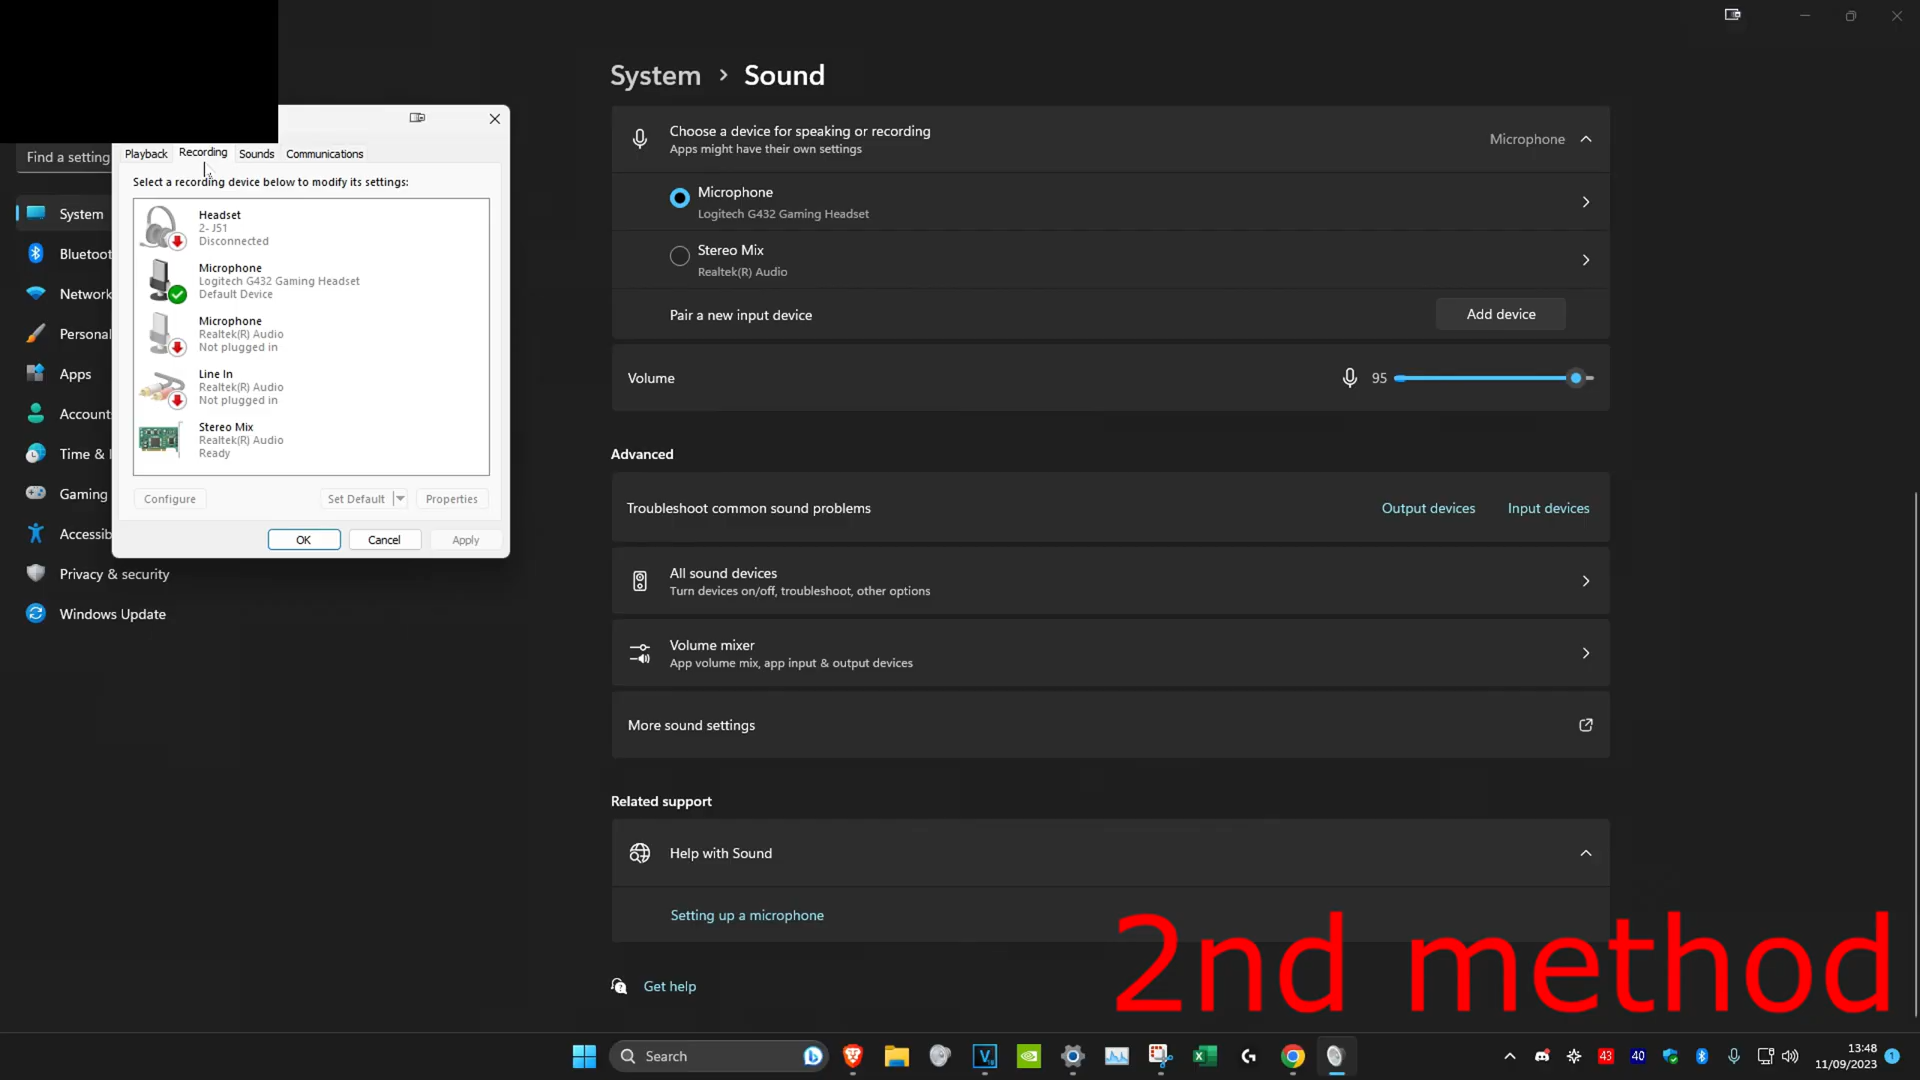 System > Sound
Choose a device for speaking or recording
Apps might have their own settings
Microphone
Microphone
Logitech G432 Gaming Headset
Stereo Mix
Realtek(R) Audio
Pair a new input device
Add device
Volume
95
Advanced
Troubleshoot common sound problems
Output devices
Input devices
All sound devices
Turn devices on/off, troubleshoot, other options
Volume mixer
App volume mix, app input & output devices
More sound settings
Related support
Help with Sound
Setting up a microphone
Get help
Find a setting
System
Bluetoot
Network
Personal
Apps
Account
Time &
Gaming
Accessib
Privacy & security
Windows Update
Playback
Recording
Sounds
Communications
Select a recording device below to modify its settings:
Headset
2- J51
Disconnected
Microphone
Logitech G432 Gaming Headset
Default Device
Microphone
Realtek(R) Audio
Not plugged in
Line In
Realtek(R) Audio
Not plugged in
Stereo Mix
Realtek(R) Audio
Ready
Configure
Set Default
Properties
OK
Cancel
Apply
2nd method
Search
43
40
13:48
11/09/2023
1